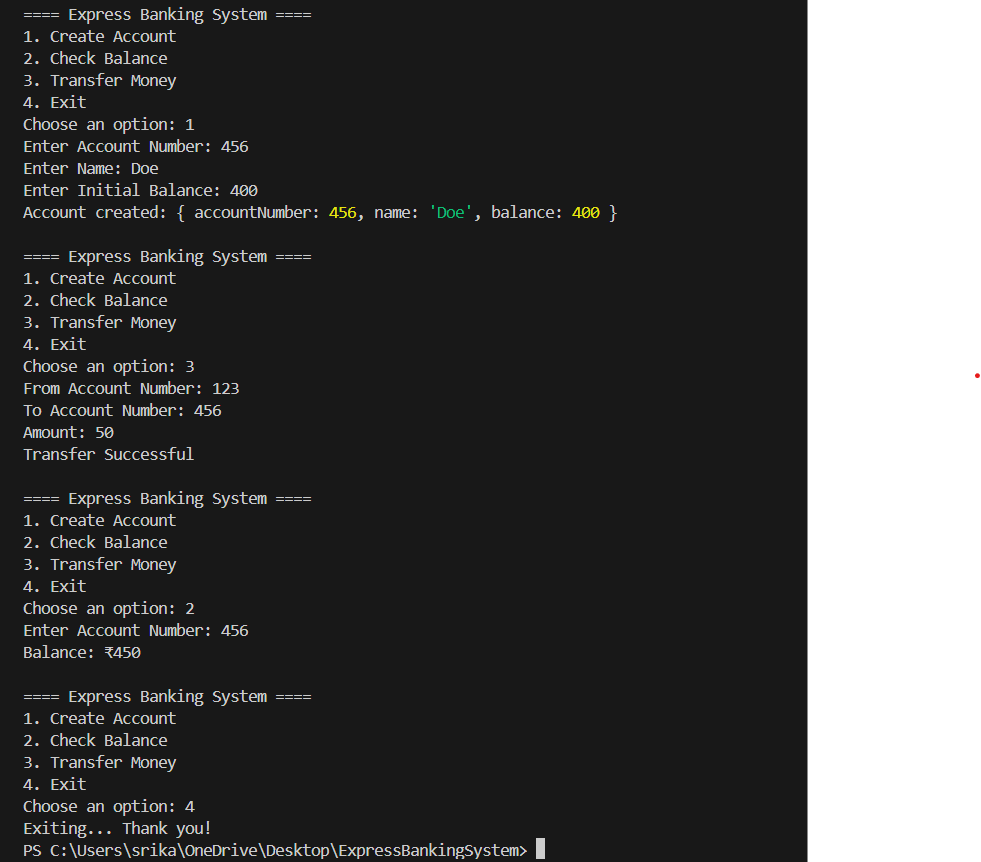 ==== Express Banking System ====
1. Create Account
2. Check Balance
3. Transfer Money
4. Exit
Choose an option: 1
Enter Account Number: 456
Enter Name: Doe
Enter Initial Balance: 400
Account created: { accountNumber: 456, name: 'Doe', balance: 400 }

==== Express Banking System ====
1. Create Account
2. Check Balance
3. Transfer Money
4. Exit
Choose an option: 3
From Account Number: 123
To Account Number: 456
Amount: 50
Transfer Successful

==== Express Banking System ====
1. Create Account
2. Check Balance
3. Transfer Money
4. Exit
Choose an option: 2
Enter Account Number: 456
Balance: ₹450

==== Express Banking System ====
1. Create Account
2. Check Balance
3. Transfer Money
4. Exit
Choose an option: 4
Exiting... Thank you!
PS C:\Users\srika\OneDrive\Desktop\ExpressBankingSystem>